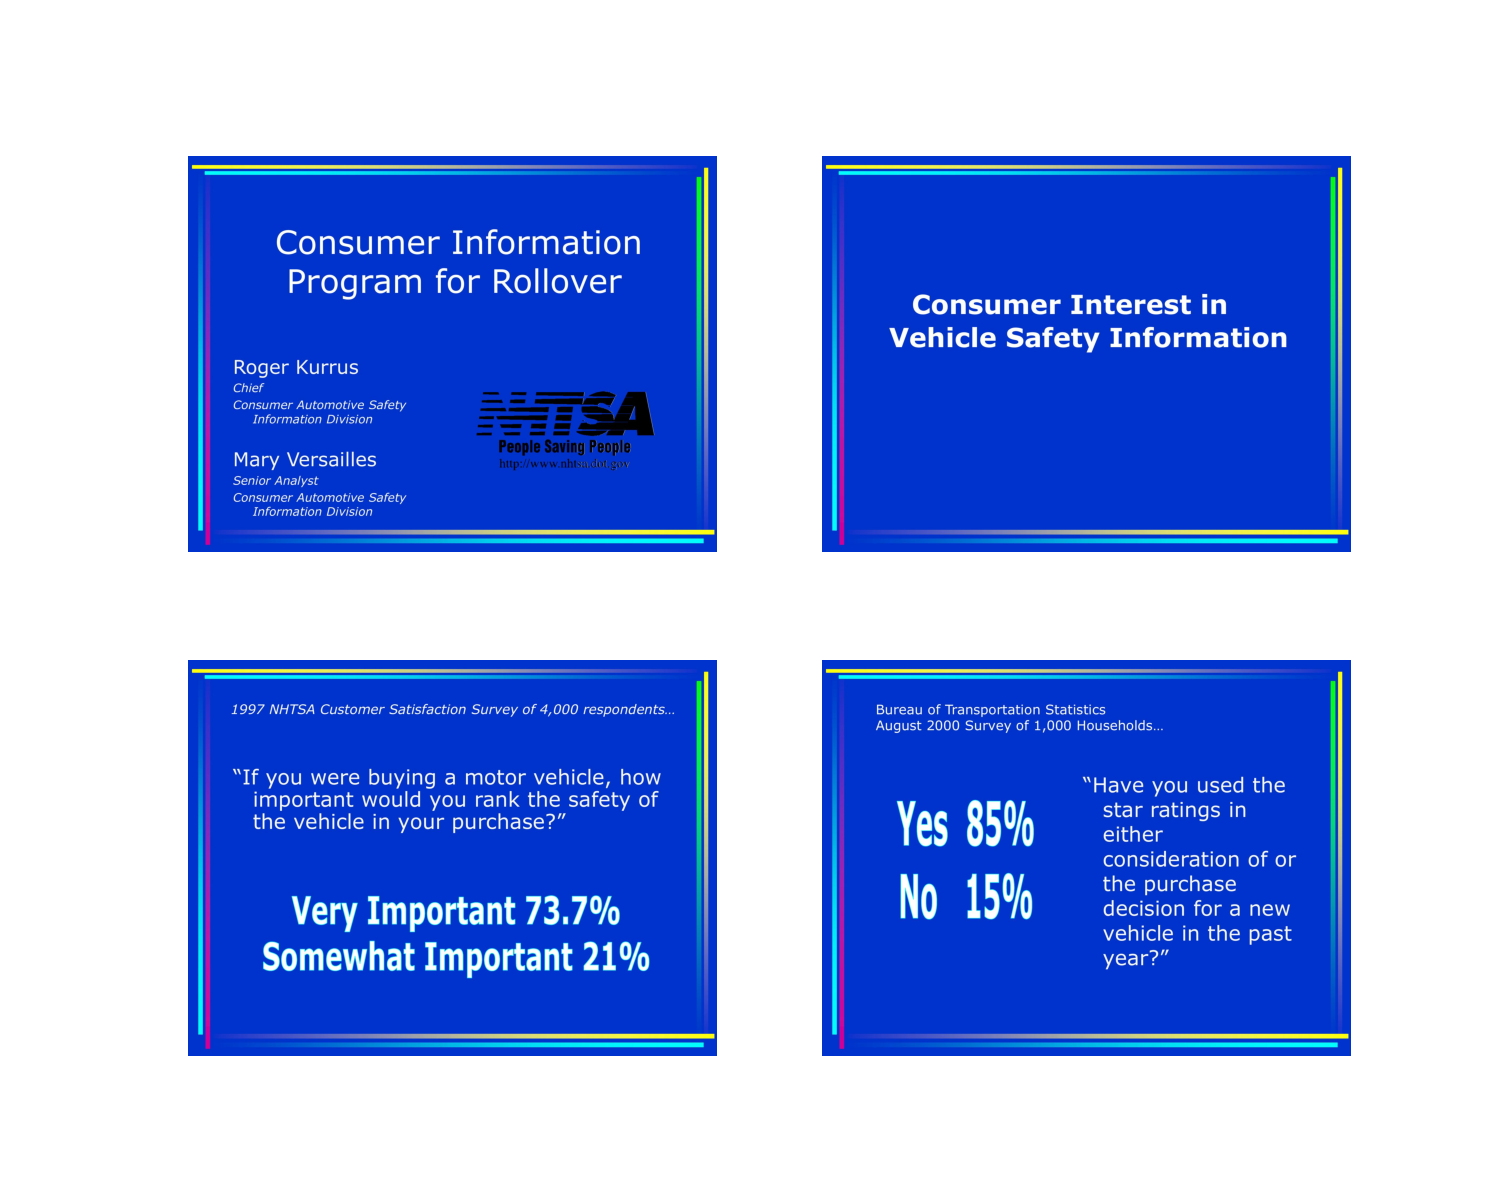 Consumer Information
Program for Rollover
Roger Kurrus
Chief
Consumer Automotive Safety
Information Division
Mary Versailles
Senior Analyst
Consumer Automotive Safety
Information Division
NHTSA
People Saving People
http://www.nhtsa.dot.gov
Consumer Interest in
Vehicle Safety Information
1997 NHTSA Customer Satisfaction Survey of 4,000 respondents…
“If you were buying a motor vehicle, how
important would you rank the safety of
the vehicle in your purchase?”
Very Important 73.7%
Somewhat Important 21%
Bureau of Transportation Statistics
August 2000 Survey of 1,000 Households…
Yes 85%
No 15%
“Have you used the
star ratings in
either
consideration of or
the purchase
decision for a new
vehicle in the past
year?”